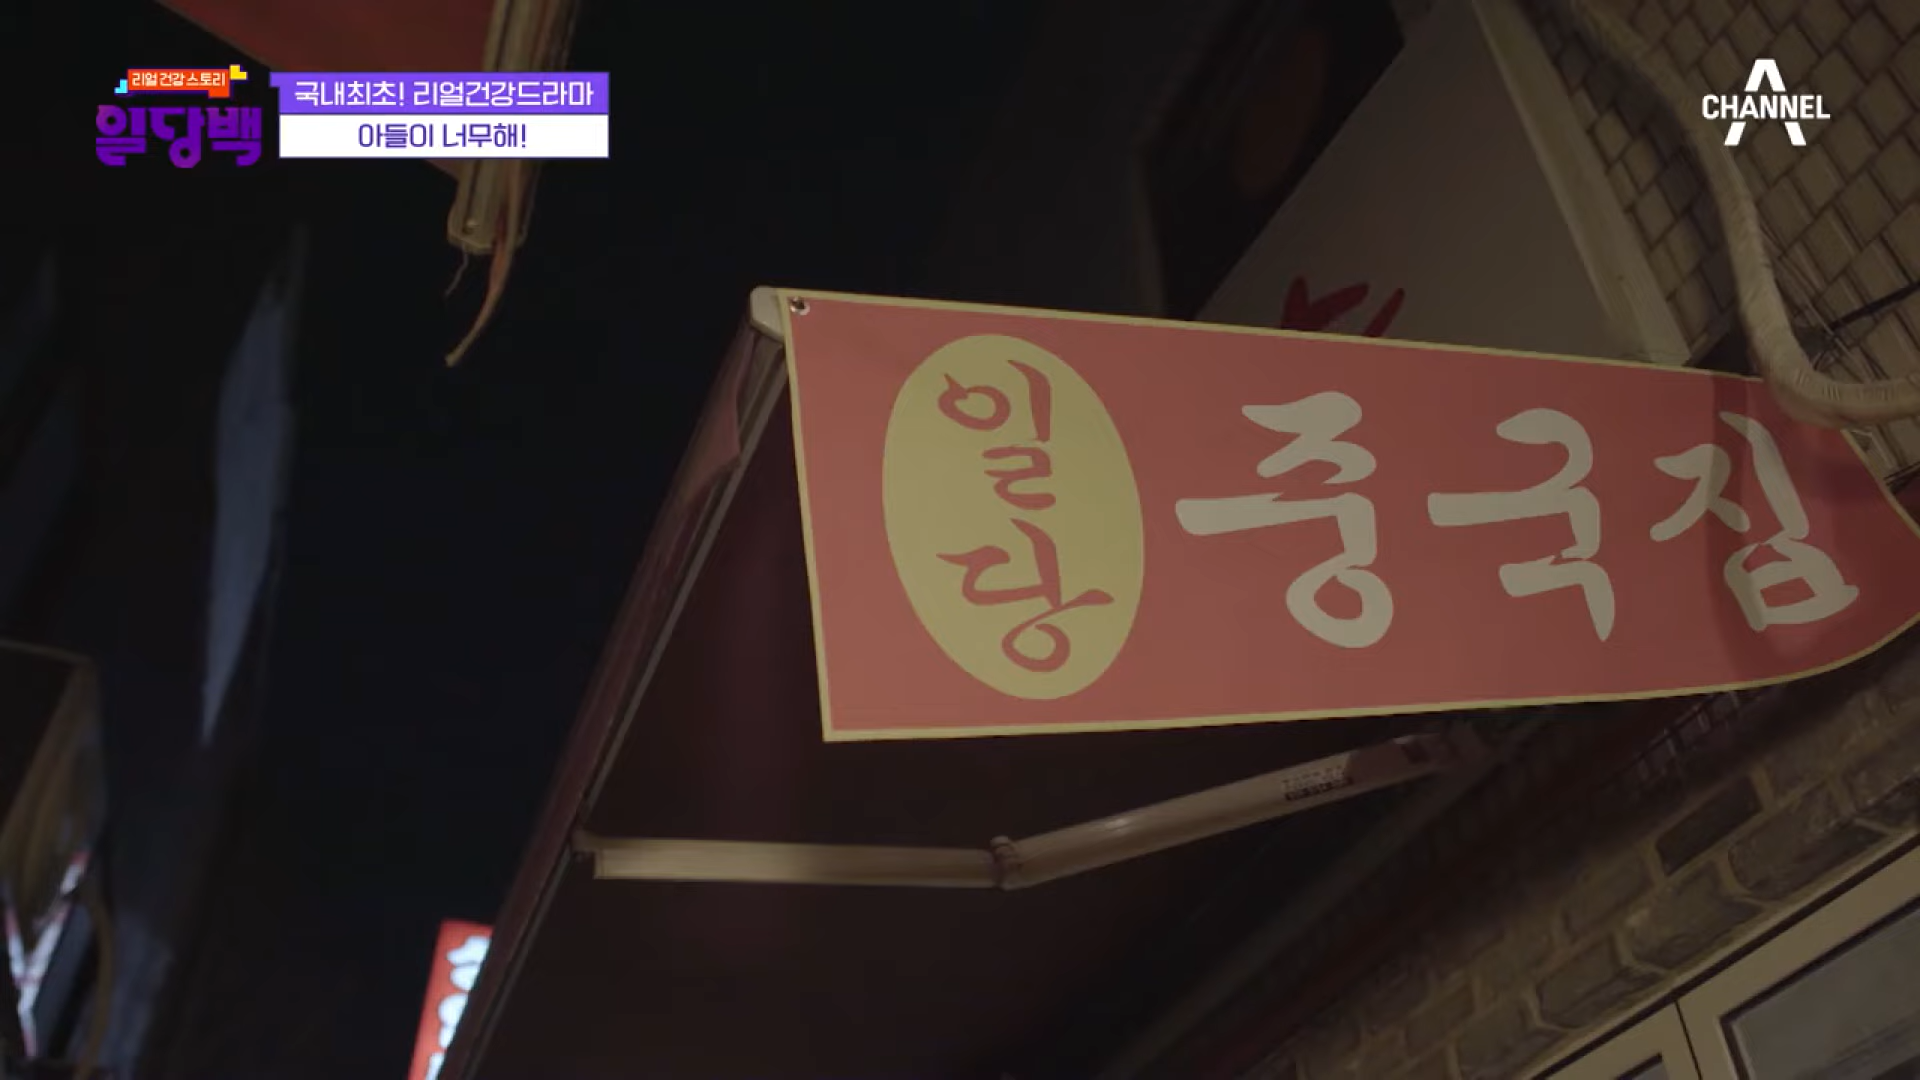 리얼 건강 스토리
일당백
국내최초! 리얼건강드라마
아들이 너무해!
CHANNEL A
일당 중국집